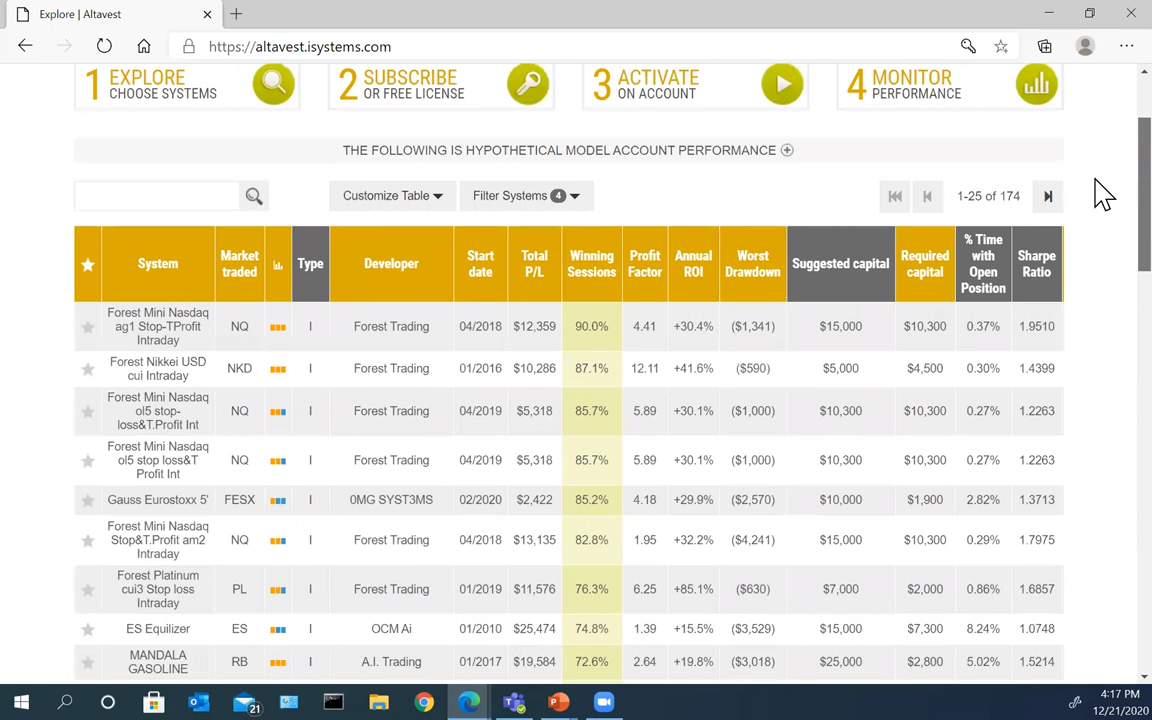 Explore | Altavest
https://altavest.isystems.com
1 EXPLORE CHOOSE SYSTEMS
2 SUBSCRIBE OR FREE LICENSE
3 ACTIVATE ON ACCOUNT
4 MONITOR PERFORMANCE
THE FOLLOWING IS HYPOTHETICAL MODEL ACCOUNT PERFORMANCE
Customize Table Filter Systems 4 1-25 of 174
System Market traded Type Developer Start date Total P/L Winning Sessions Profit Factor Annual ROI Worst Drawdown Suggested capital Required capital % Time with Open Position Sharpe Ratio
Forest Mini Nasdaq ag1 Stop-TProfit Intraday NQ I Forest Trading 04/2018 $12,359 90.0% 4.41 +30.4% ($1,341) $15,000 $10,300 0.37% 1.9510
Forest Nikkei USD cui Intraday NKD I Forest Trading 01/2016 $10,286 87.1% 12.11 +41.6% ($590) $5,000 $4,500 0.30% 1.4399
Forest Mini Nasdaq ol5 stop-loss&T.Profit Int NQ I Forest Trading 04/2019 $5,318 85.7% 5.89 +30.1% ($1,000) $10,300 $10,300 0.27% 1.2263
Forest Mini Nasdaq ol5 stop loss&T Profit Int NQ I Forest Trading 04/2019 $5,318 85.7% 5.89 +30.1% ($1,000) $10,300 $10,300 0.27% 1.2263
Gauss Eurostoxx 5' FESX I 0MG SYST3MS 02/2020 $2,422 85.2% 4.18 +29.9% ($2,570) $10,000 $1,900 2.82% 1.3713
Forest Mini Nasdaq Stop&T.Profit am2 Intraday NQ I Forest Trading 04/2018 $13,135 82.8% 1.95 +32.2% ($4,241) $15,000 $10,300 0.29% 1.7975
Forest Platinum cui3 Stop loss Intraday PL I Forest Trading 01/2019 $11,576 76.3% 6.25 +85.1% ($630) $7,000 $2,000 0.86% 1.6857
ES Equilizer ES I OCM Ai 01/2010 $25,474 74.8% 1.39 +15.5% ($3,529) $15,000 $7,300 8.24% 1.0748
MANDALA GASOLINE RB I A.I. Trading 01/2017 $19,584 72.6% 2.64 +19.8% ($3,018) $25,000 $2,800 5.02% 1.5214
21
4:17 PM
12/21/2020